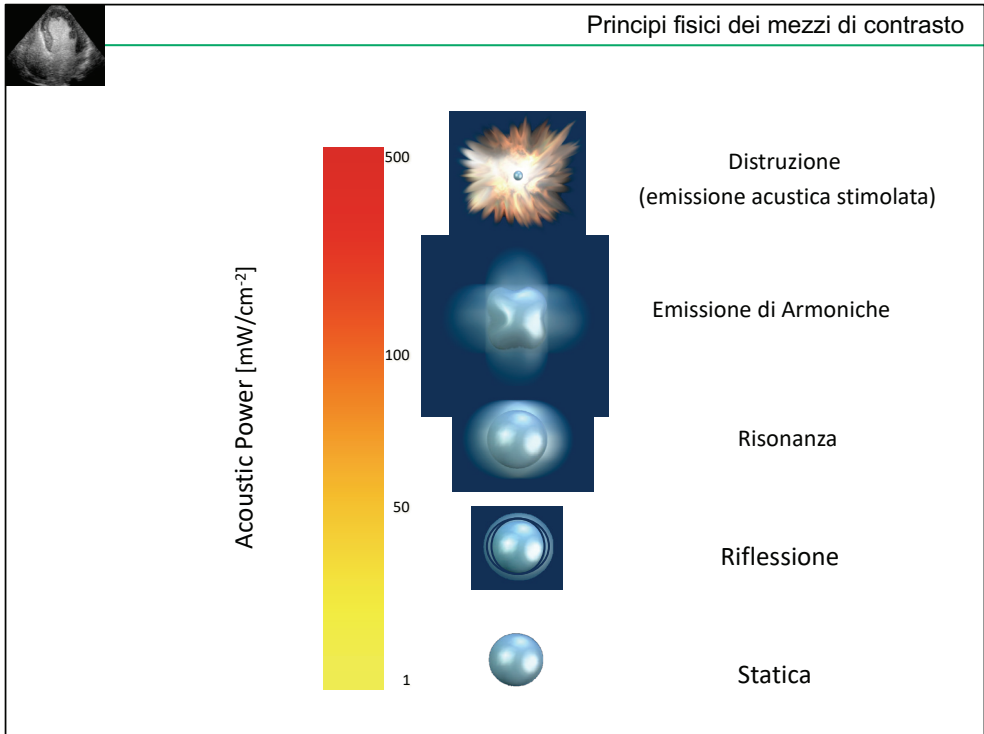 Principi fisici dei mezzi di contrasto
Acoustic Power [mW/cm-2]
500
100
50
1
Distruzione
(emissione acustica stimolata)
Emissione di Armoniche
Risonanza
Riflessione
Statica